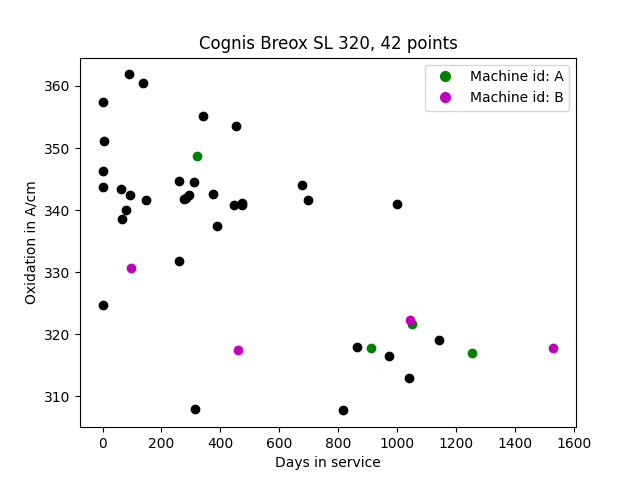 Cognis Breox SL 320, 42 points
Machine id: A
Machine id: B
Oxidation in A/cm
360
350
340
330
320
310
0 200 400 600 800 1000 1200 1400 1600
Days in service